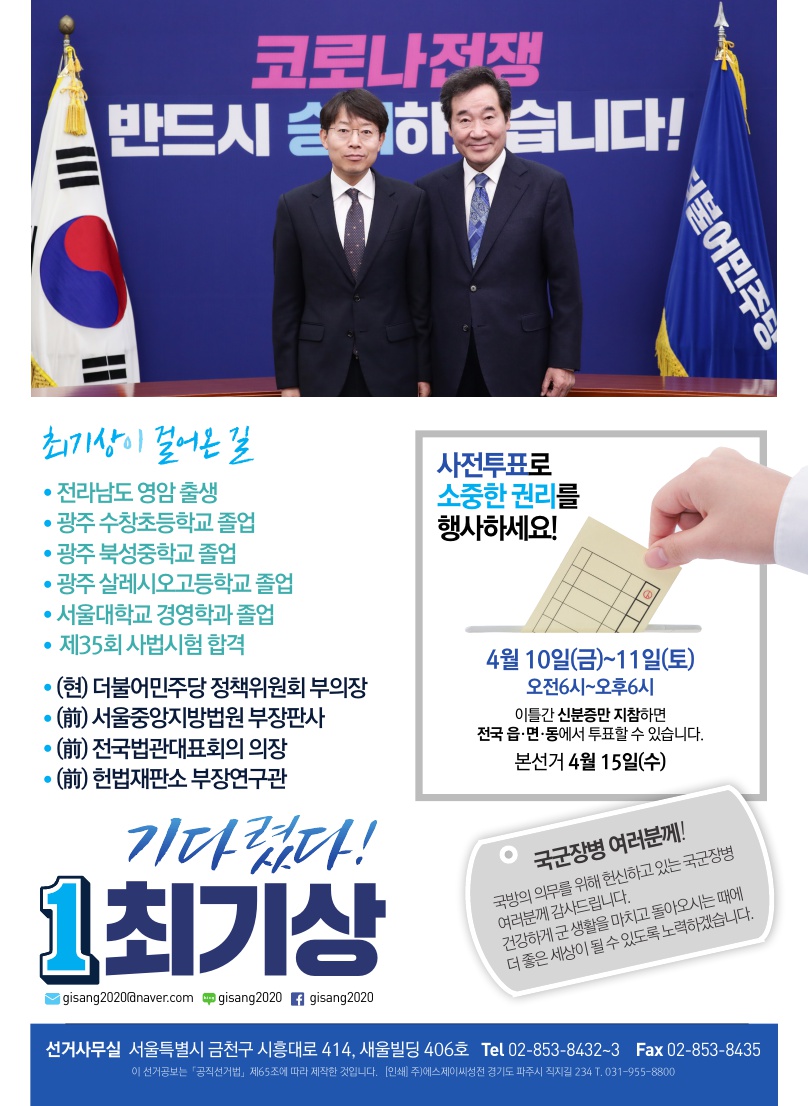 코로나전쟁
반드시 승리하겠습니다!
더불어민주당
최기상이 걸어온 길
• 전라남도 영암 출생
• 광주 수창초등학교 졸업
• 광주 북성중학교 졸업
• 광주 살레시오고등학교 졸업
• 서울대학교 경영학과 졸업
• 제35회 사법시험 합격
• (現) 더불어민주당 정책위원회 부의장
• (前) 서울중앙지방법원 부장판사
• (前) 전국법관대표회의 의장
• (前) 헌법재판소 부장연구관
기다렸다!
1 최기상
gisang2020@naver.com gisang2020 gisang2020
사전투표로
소중한 권리를
행사하세요!
4월 10일(금)~11일(토)
오전6시~오후6시
이틀간 신분증만 지참하면
전국 읍·면·동에서 투표할 수 있습니다.
본선거 4월 15일(수)
국군장병 여러분께!
국방의 의무를 위해 헌신하고 있는 국군장병
여러분께 감사드립니다.
건강하게 군 생활을 마치고 돌아오시는 때에
더 좋은 세상이 될 수 있도록 노력하겠습니다.
선거사무실 서울특별시 금천구 시흥대로 414, 새울빌딩 406호 Tel 02-853-8432~3 Fax 02-853-8435
이 선거공보는 「공직선거법」 제65조에 따라 제작한 것입니다. [인쇄] 주)에스제이씨성전 경기도 파주시 직지길 234 T. 031-955-8800